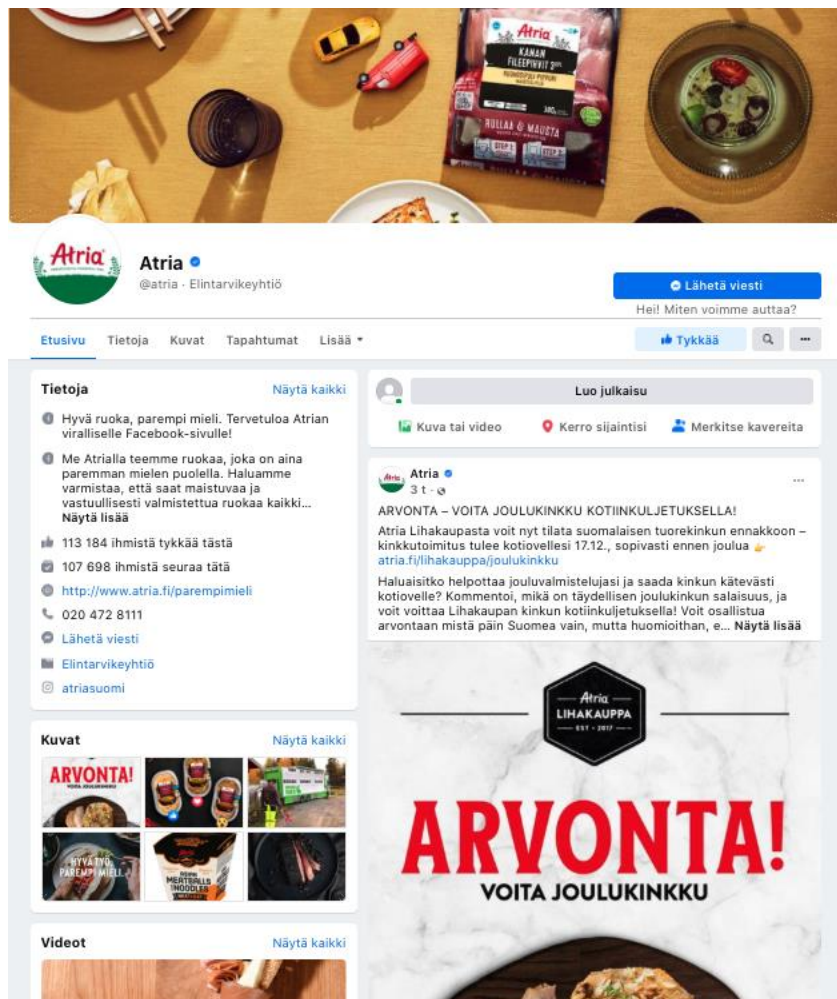 Atria
KANAN
FILEEPIHVIT
RULLAA & MAUSTA
STEP 1
STEP 2
Atria
Atria
@atria · Elintarvikeyhtiö
Lähetä viesti
Hei! Miten voimme auttaa?
Etusivu Tietoja Kuvat Tapahtumat Lisää
Tykkää
Tietoja Näytä kaikki
Hyvä ruoka, parempi mieli. Tervetuloa Atrian
viralliselle Facebook-sivulle!
Me Atrialla teemme ruokaa, joka on aina
paremman mielen puolella. Haluamme
varmistaa, että saat maistuvaa ja
vastuullisesti valmistettua ruokaa kaikki...
Näytä lisää
113 184 ihmistä tykkää tästä
107 698 ihmistä seuraa tätä
http://www.atria.fi/parempimieli
020 472 8111
Lähetä viesti
Elintarvikeyhtiö
atriasuomi
Kuvat Näytä kaikki
ARVONTA!
VOITA JOULUKINKKU
HYVÄ TYÖ,
PAREMPI MIELI.
MEATBALLS
&NOODLES
Videot Näytä kaikki
Luo julkaisu
Kuva tai video Kerro sijaintisi Merkitse kavereita
Atria
Atria
3 t ·
ARVONTA – VOITA JOULUKINKKU KOTIINKULJETUKSELLA!
Atria Lihakaupasta voit nyt tilata suomalaisen tuorekinkun ennakkoon –
kinkkutoimitus tulee kotiovellesi 17.12., sopivasti ennen joulua
atria.fi/lihakauppa/joulukinkku
Haluaisitko helpottaa jouluvalmistelujasi ja saada kinkun kätevästi
kotiovelle? Kommentoi, mikä on täydellisen joulukinkun salaisuus, ja
voit voittaa Lihakaupan kinkun kotiinkuljetuksella! Voit osallistua
arvontaan mistä päin Suomea vain, mutta huomioithan, e... Näytä lisää
Atria
LIHAKAUPPA
EST · 2017
ARVONTA!
VOITA JOULUKINKKU